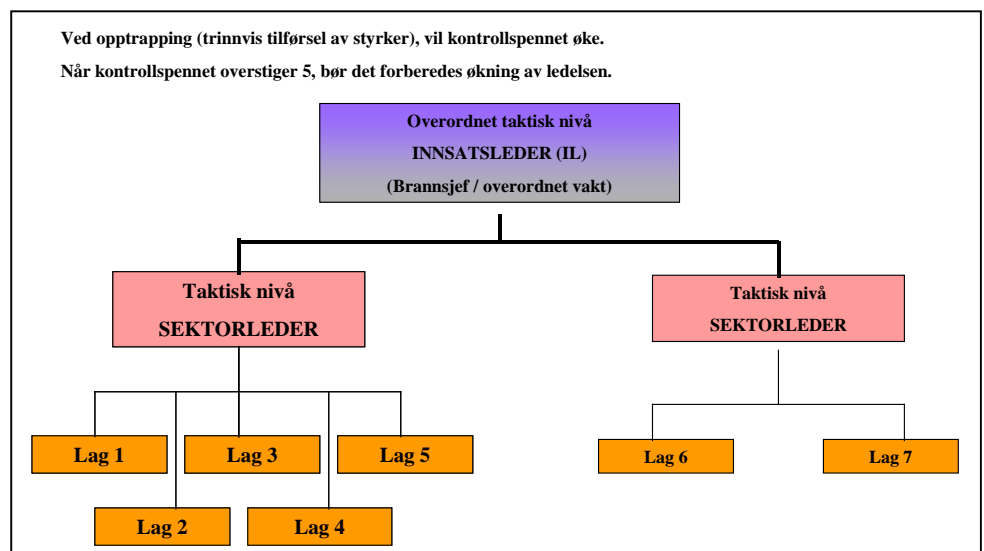 Ved opptrapping (trinnvis tilførsel av styrker), vil kontrollspennet øke.
Når kontrollspennet overstiger 5, bør det forberedes økning av ledelsen.
Overordnet taktisk nivå
INNSATSLEDER (IL)
(Brannsjef / overordnet vakt)
Taktisk nivå
SEKTORLEDER
Taktisk nivå
SEKTORLEDER
Lag 1
Lag 3
Lag 5
Lag 2
Lag 4
Lag 6
Lag 7